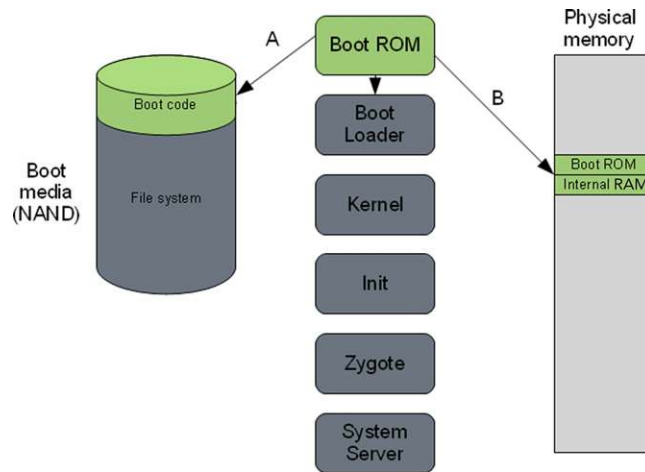 Physical
memory
A
Boot ROM
Boot code
B
Boot
Loader
Boot
media
(NAND)
File system
Boot ROM
Internal RAM
Kernel
Init
Zygote
System
Server